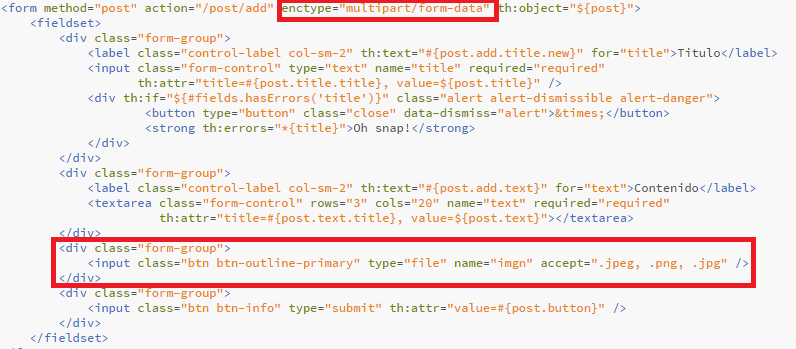 <form method="post" action="/post/add" enctype="multipart/form-data" th:object="${post}">
<fieldset>
<div class="form-group">
<label class="control-label col-sm-2" th:text="#{post.add.title.new}" for="title">Titulo</label>
<input class="form-control" type="text" name="title" required="required"
th:attr="title=#{post.title.title}, value=${post.title}" />
<div th:if="${#fields.hasErrors('title')}" class="alert alert-dismissible alert-danger">
<button type="button" class="close" data-dismiss="alert">&times;</button>
<strong th:errors="*{title}">Oh snap!</strong>
</div>
</div>
<div class="form-group">
<label class="control-label col-sm-2" th:text="#{post.add.text}" for="text">Contenido</label>
<textarea class="form-control" rows="3" cols="20" name="text" required="required"
th:attr="title=#{post.text.title}, value=${post.text}"></textarea>
</div>
<div class="form-group">
<input class="btn btn-outline-primary" type="file" name="imgn" accept=".jpeg, .png, .jpg" />
</div>
<div class="form-group">
<input class="btn btn-info" type="submit" th:attr="value=#{post.button}" />
</div>
</fieldset>